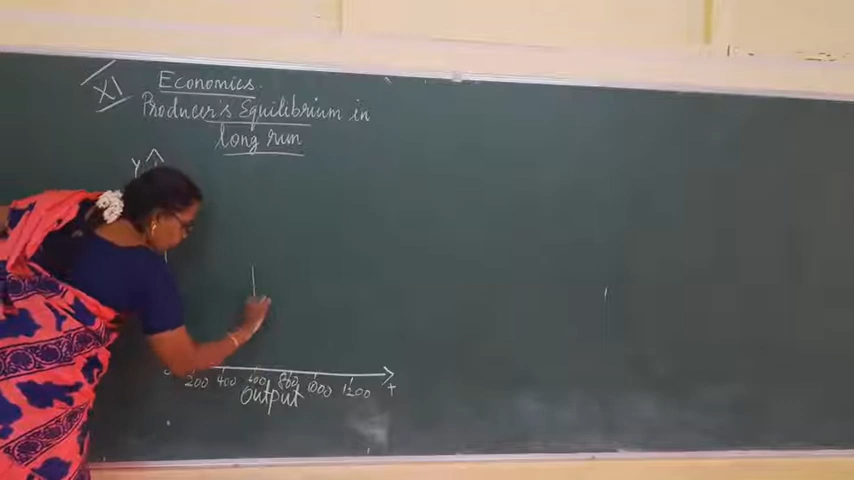 XI
Economics
Producer's Equilibrium in
long run
Y
200 400 600 800 1000 1200
Output